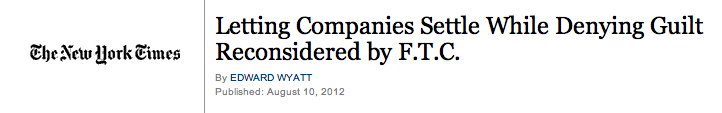 The New York Times
Letting Companies Settle While Denying Guilt
Reconsidered by F.T.C.
By EDWARD WYATT
Published: August 10, 2012